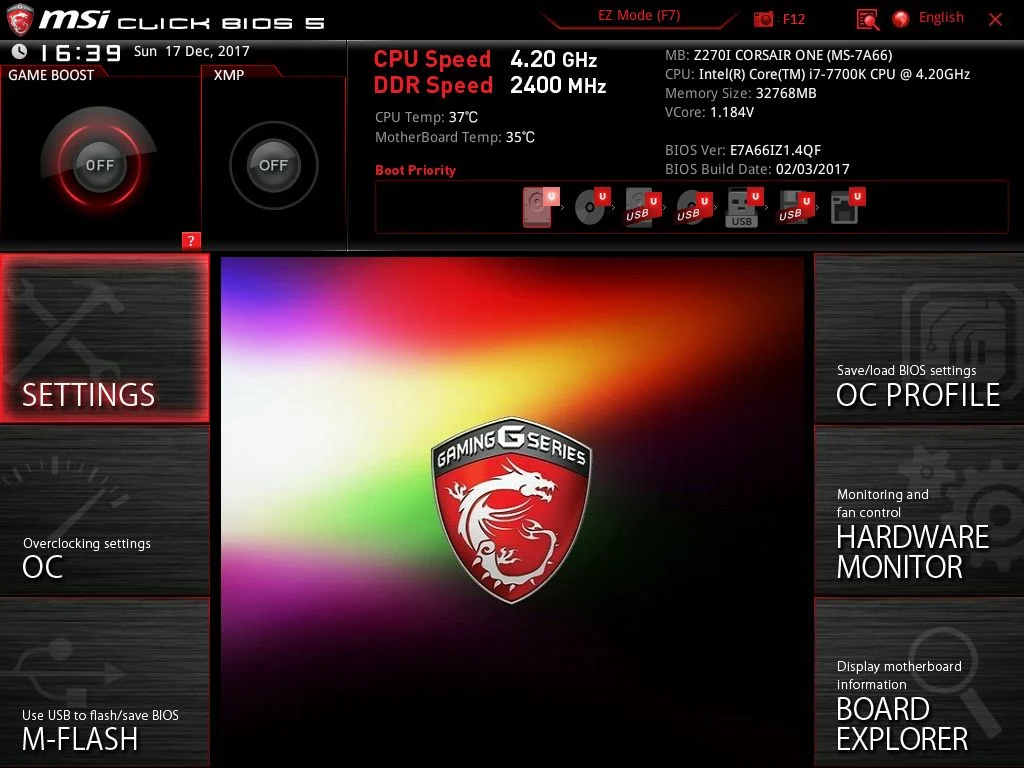 msi CLICK BIOS 5
EZ Mode (F7)
: F12
English
16:39 Sun 17 Dec, 2017
GAME BOOST
XMP
OFF
OFF
?
CPU Speed 4.20 GHz
DDR Speed 2400 MHz
CPU Temp: 37℃
MotherBoard Temp: 35℃
MB: Z270I CORSAIR ONE (MS-7A66)
CPU: Intel(R) Core(TM) i7-7700K CPU @ 4.20GHz
Memory Size: 32768MB
VCore: 1.184V
BIOS Ver: E7A66IZ1.4QF
BIOS Build Date: 02/03/2017
Boot Priority
U U U U U U U
USB USB USB USB
SETTINGS
Overclocking settings
OC
Use USB to flash/save BIOS
M-FLASH
GAMING G SERIES
Save/load BIOS settings
OC PROFILE
Monitoring and
fan control
HARDWARE
MONITOR
Display motherboard
information
BOARD
EXPLORER